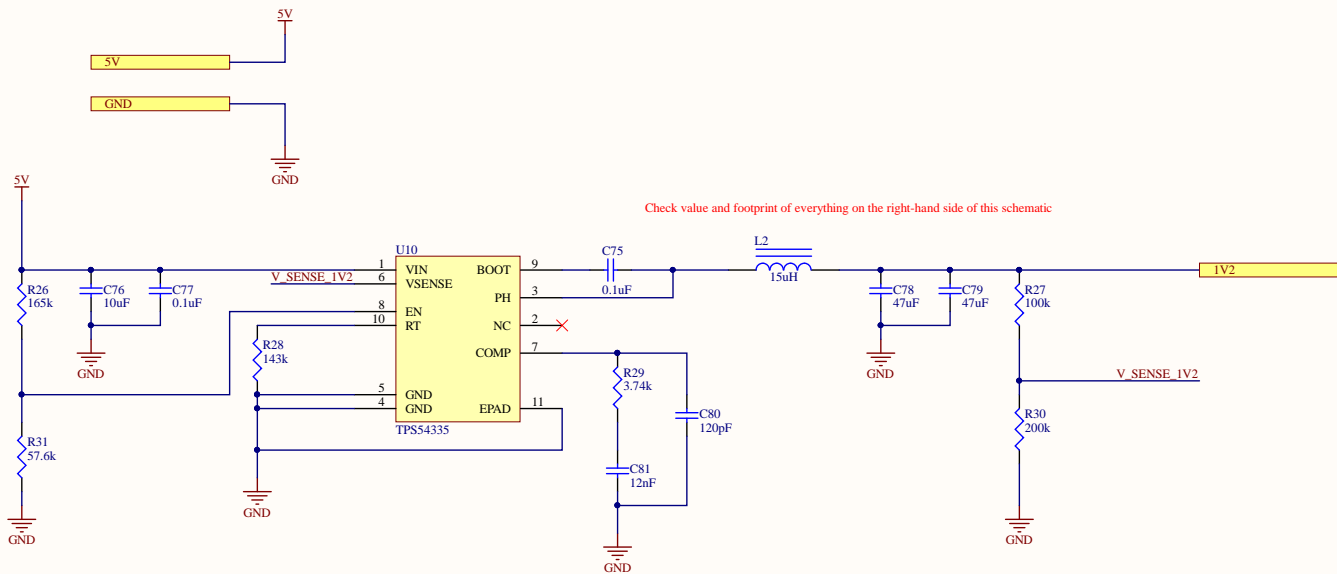 5V
5V
GND
GND
5V
Check value and footprint of everything on the right-hand side of this schematic
U10
C75
L2
1 VIN BOOT 9
V_SENSE_1V2 6 VSENSE
0.1uF
15uH
1V2
R26
165k
C76
10uF
C77
0.1uF
PH 3
C78
47uF
C79
47uF
R27
100k
8 EN
10 RT
NC 2
R28
143k
COMP 7
GND
GND
R29
3.74k
V_SENSE_1V2
5 GND
4 GND EPAD 11
C80
120pF
R30
200k
TPS54335
R31
57.6k
C81
12nF
GND
GND
GND
GND